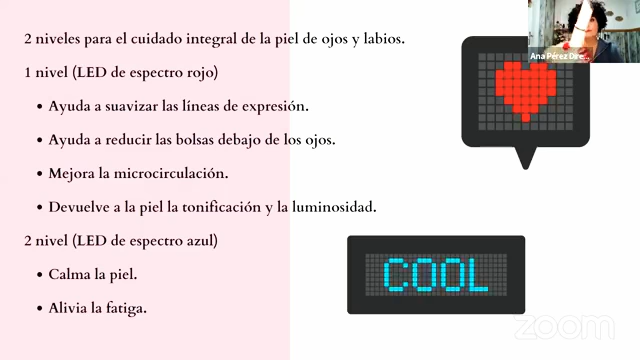 2 niveles para el cuidado integral de la piel de ojos y labios.
1 nivel (LED de espectro rojo)
• Ayuda a suavizar las líneas de expresión.
• Ayuda a reducir las bolsas debajo de los ojos.
• Mejora la microcirculación.
• Devuelve a la piel la tonificación y la luminosidad.
2 nivel (LED de espectro azul)
• Calma la piel.
• Alivia la fatiga.
Ana Pérez Dire...
COOL
zoom